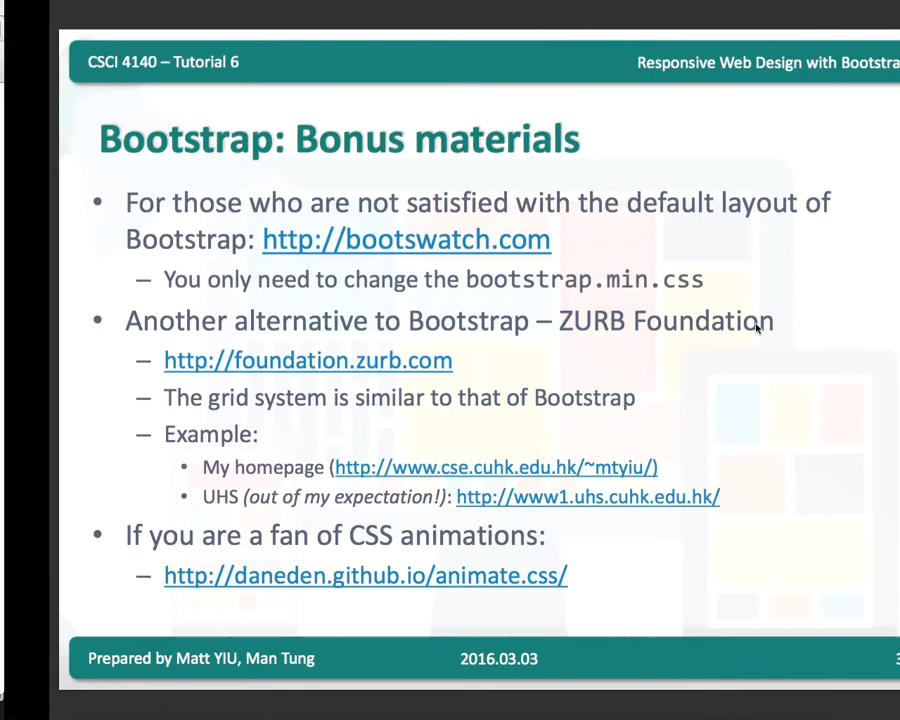 CSCI 4140 – Tutorial 6
Responsive Web Design with Bootstra
Bootstrap: Bonus materials
• For those who are not satisfied with the default layout of
Bootstrap: http://bootswatch.com
– You only need to change the bootstrap.min.css
• Another alternative to Bootstrap – ZURB Foundation
– http://foundation.zurb.com
– The grid system is similar to that of Bootstrap
– Example:
• My homepage (http://www.cse.cuhk.edu.hk/~mtyiu/)
• UHS (out of my expectation!): http://www1.uhs.cuhk.edu.hk/
• If you are a fan of CSS animations:
– http://daneden.github.io/animate.css/
Prepared by Matt YIU, Man Tung
2016.03.03